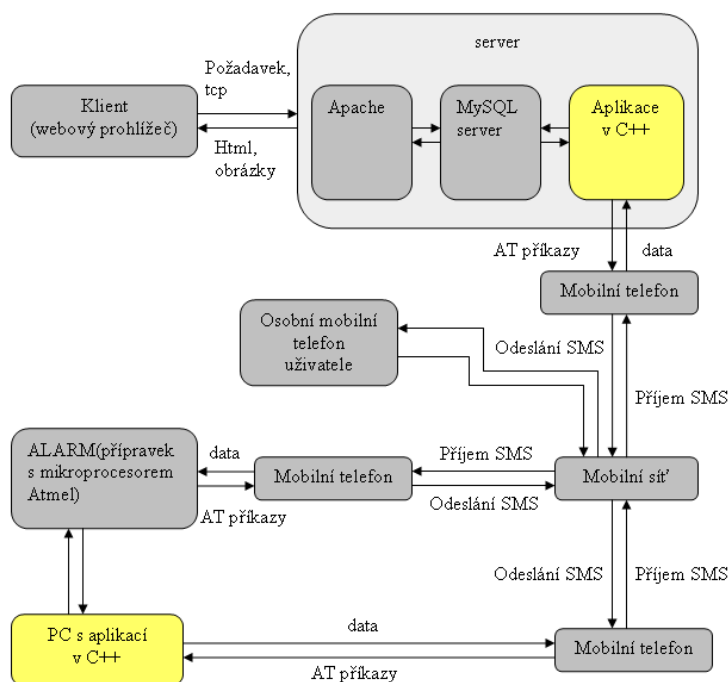 server
Požadavek,
tcp
Klient
(webový prohlížeč)
Html,
obrázky
Apache
MySQL
server
Aplikace
v C++
AT příkazy
data
Mobilní telefon
Osobní mobilní
telefon
uživatele
Odeslání SMS
Příjem SMS
ALARM(přípravek
s mikroprocesorem
Atmel)
data
AT příkazy
Mobilní telefon
Příjem SMS
Odeslání SMS
Mobilní síť
Odeslání SMS
Příjem SMS
PC s aplikací
v C++
data
AT příkazy
Mobilní telefon